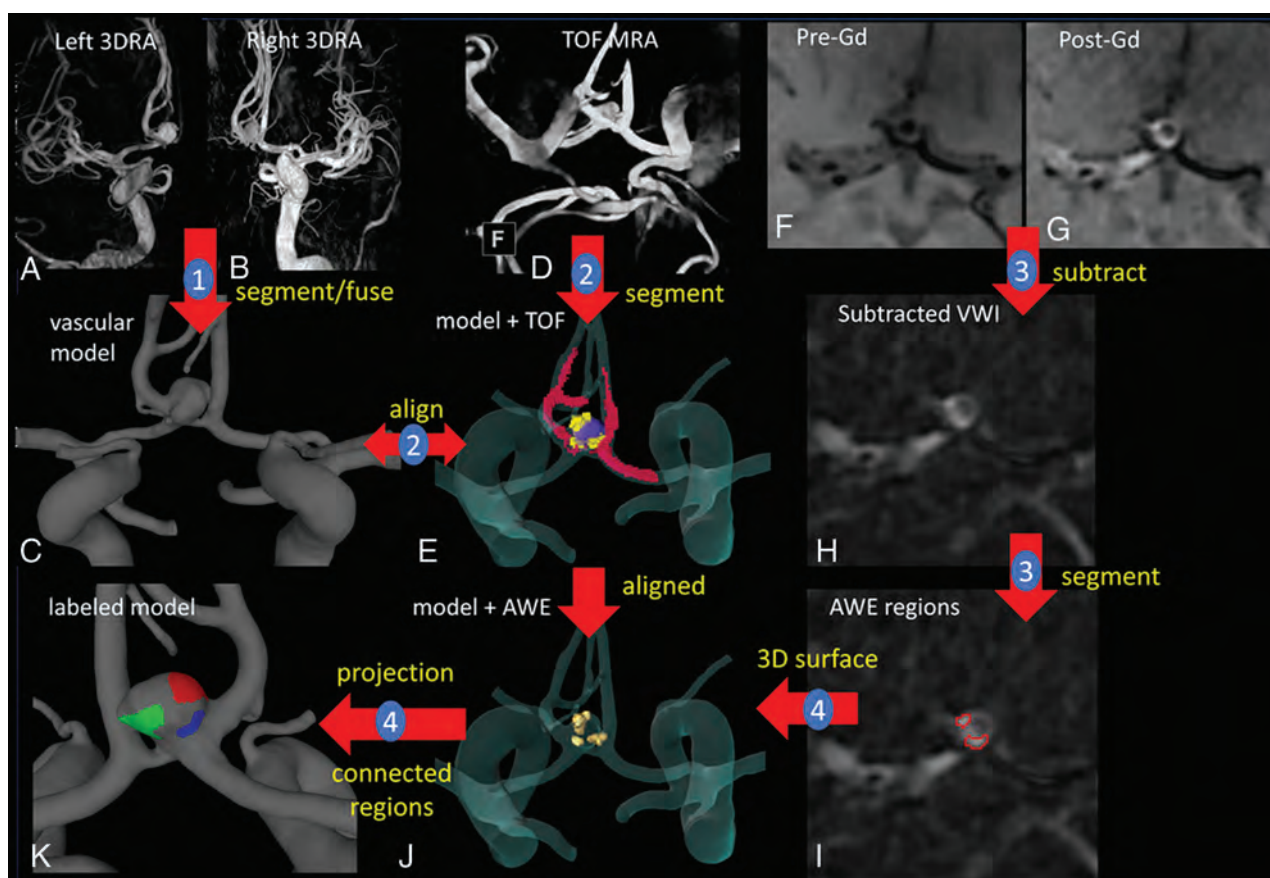 Left 3DRA
Right 3DRA
TOF MRA
Pre-Gd
Post-Gd
A
B
F
D
F
G
1
segment/fuse
2
segment
3
subtract
vascular
model
model + TOF
Subtracted VWI
align
2
C
E
H
aligned
3
segment
labeled model
model + AWE
AWE regions
projection
4
connected
regions
3D surface
4
K
J
I